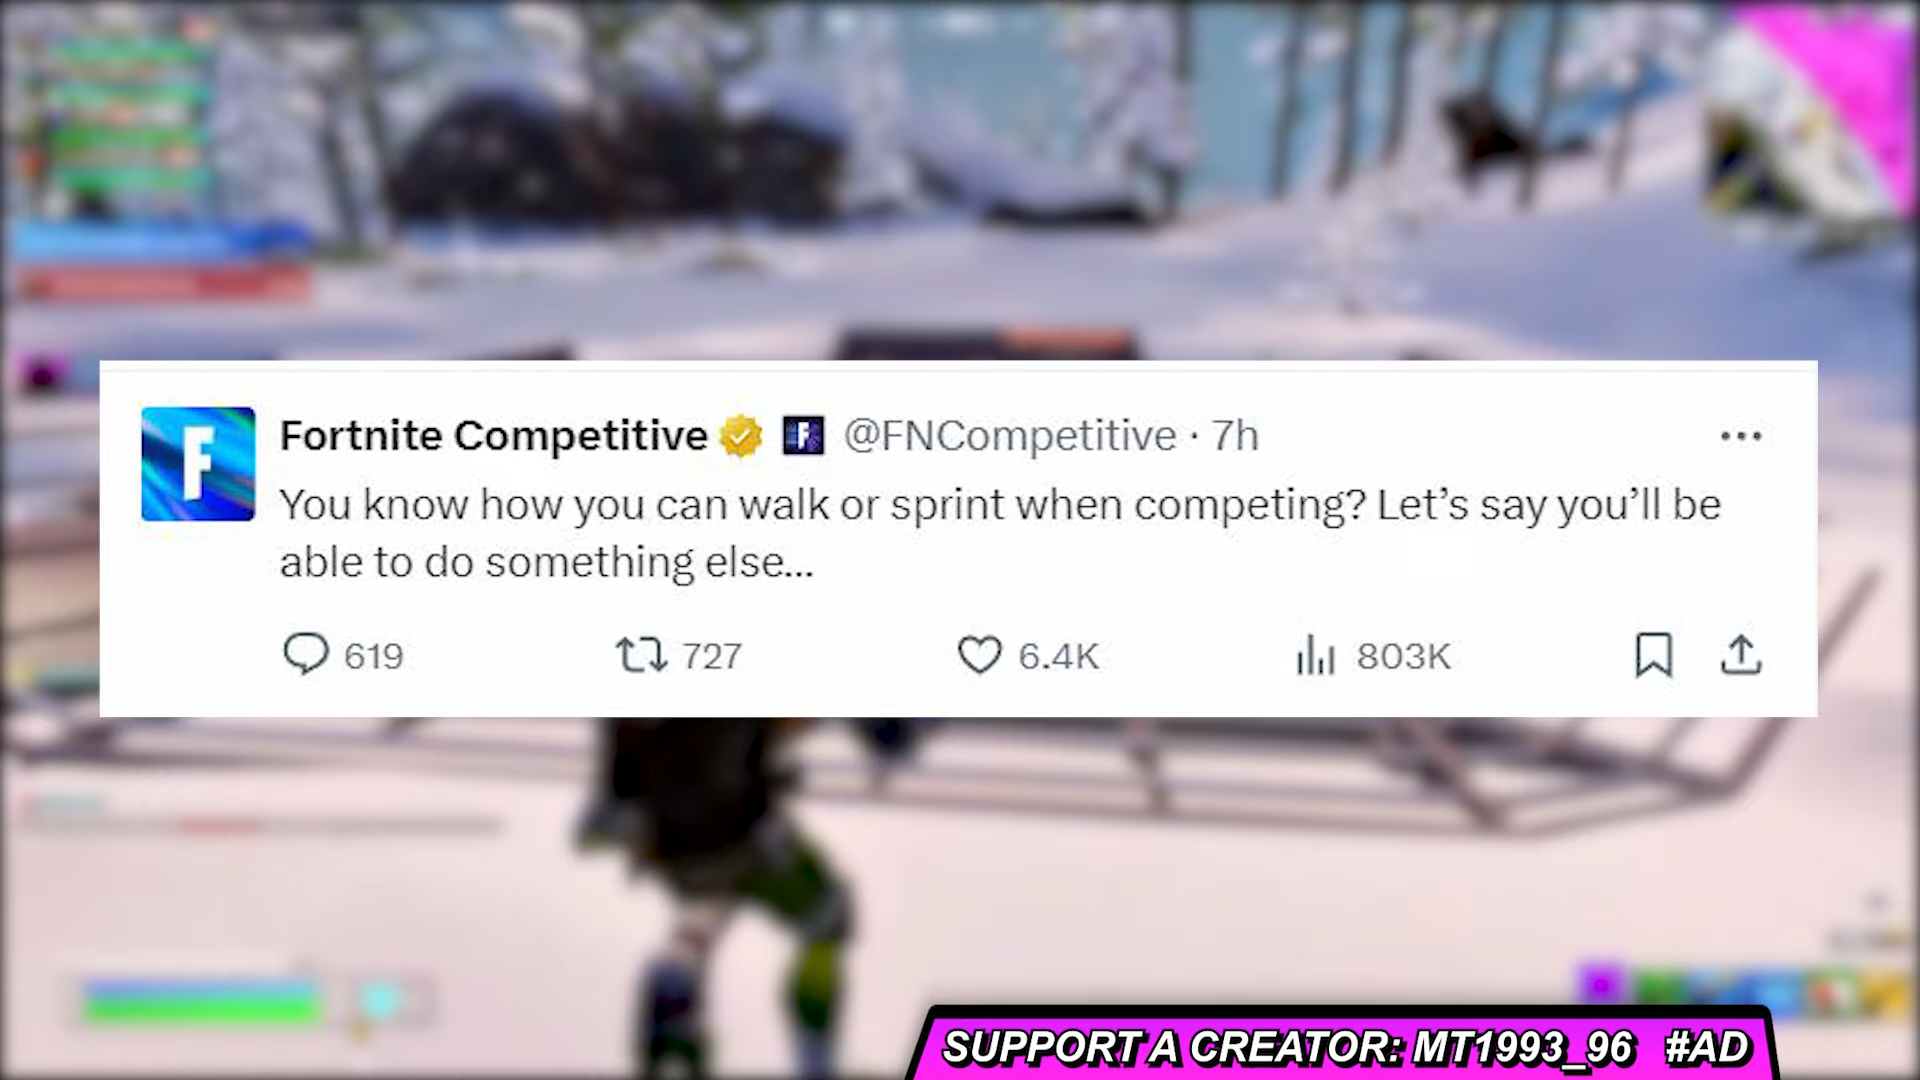 Fortnite Competitive @FNCompetitive · 7h
You know how you can walk or sprint when competing? Let’s say you’ll be
able to do something else...
619 727 6.4K 803K
SUPPORT A CREATOR: MT1993_96 #AD